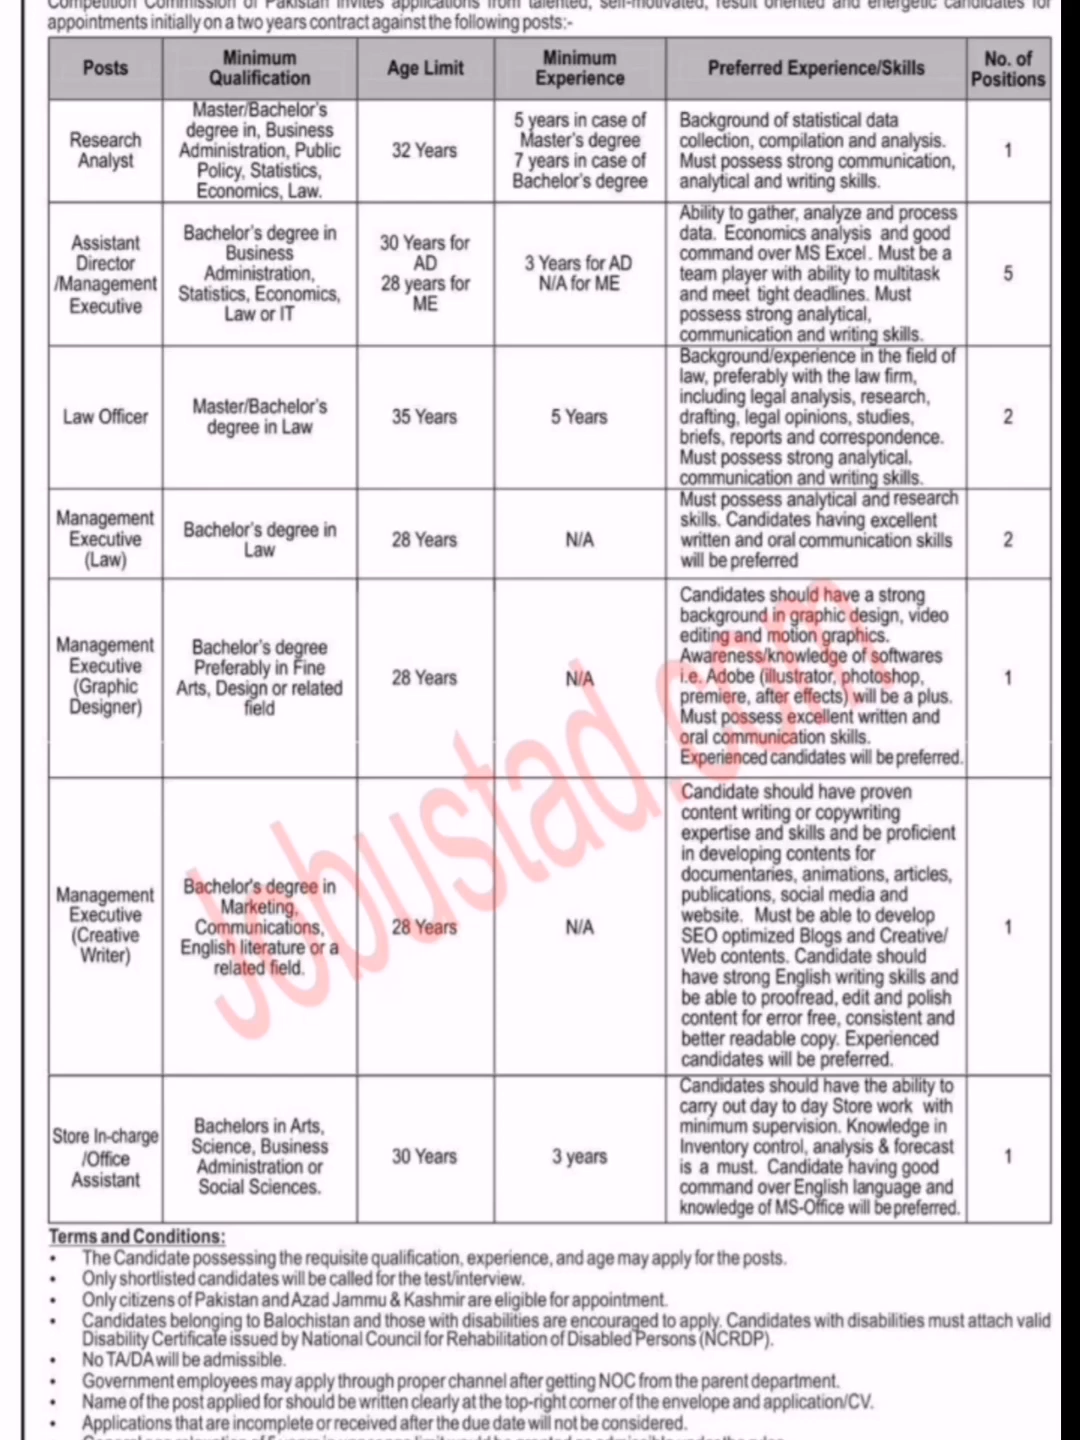 Competition Commission of Pakistan invites applications from talented, self-motivated, result oriented and energetic candidates for
appointments initially on a two years contract against the following posts:-
Posts
Minimum
Qualification
Age Limit
Minimum
Experience
Preferred Experience/Skills
No. of
Positions
Research
Analyst
Master/Bachelor's
degree in, Business
Administration, Public
Policy, Statistics,
Economics, Law.
32 Years
5 years in case of
Master's degree
7 years in case of
Bachelor's degree
Background of statistical data
collection, compilation and analysis.
Must possess strong communication,
analytical and writing skills.
1
Assistant
Director
/Management
Executive
Bachelor's degree in
Business
Administration,
Statistics, Economics,
Law or IT
30 Years for
AD
28 years for
ME
3 Years for AD
N/A for ME
Ability to gather, analyze and process
data. Economics analysis and good
command over MS Excel. Must be a
team player with ability to multitask
and meet tight deadlines. Must
possess strong analytical,
communication and writing skills.
5
Law Officer
Master/Bachelor's
degree in Law
35 Years
5 Years
Background/experience in the field of
law, preferably with the law firm,
including legal analysis, research,
drafting, legal opinions, studies,
briefs, reports and correspondence.
Must possess strong analytical,
communication and writing skills.
2
Management
Executive
(Law)
Bachelor's degree in
Law
28 Years
N/A
Must possess analytical and research
skills. Candidates having excellent
written and oral communication skills
will be preferred
2
Management
Executive
(Graphic
Designer)
Bachelor's degree
Preferably in Fine
Arts, Design or related
field
28 Years
N/A
Candidates should have a strong
background in graphic design, video
editing and motion graphics.
Awareness/knowledge of softwares
i.e. Adobe (illustrator, photoshop,
premiere, after effects) will be a plus.
Must possess excellent written and
oral communication skills.
Experienced candidates will be preferred.
1
Management
Executive
(Creative
Writer)
Bachelor's degree in
Marketing,
Communications,
English literature or a
related field.
28 Years
N/A
Candidate should have proven
content writing or copywriting
expertise and skills and be proficient
in developing contents for
documentaries, animations, articles,
publications, social media and
website. Must be able to develop
SEO optimized Blogs and Creative/
Web contents. Candidate should
have strong English writing skills and
be able to proofread, edit and polish
content for error free, consistent and
better readable copy. Experienced
candidates will be preferred.
1
Store In-charge
/Office
Assistant
Bachelors in Arts,
Science, Business
Administration or
Social Sciences.
30 Years
3 years
Candidates should have the ability to
carry out day to day Store work with
minimum supervision. Knowledge in
Inventory control, analysis & forecast
is a must. Candidate having good
command over English language and
knowledge of MS-Office will be preferred.
1
Jobustad.com
Terms and Conditions:
• The Candidate possessing the requisite qualification, experience, and age may apply for the posts.
• Only shortlisted candidates will be called for the test/interview.
• Only citizens of Pakistan and Azad Jammu & Kashmir are eligible for appointment.
• Candidates belonging to Balochistan and those with disabilities are encouraged to apply. Candidates with disabilities must attach valid
Disability Certificate issued by National Council for Rehabilitation of Disabled Persons (NCRDP).
• No TA/DA will be admissible.
• Government employees may apply through proper channel after getting NOC from the parent department.
• Name of the post applied for should be written clearly at the top-right corner of the envelope and application/CV.
• Applications that are incomplete or received after the due date will not be considered.